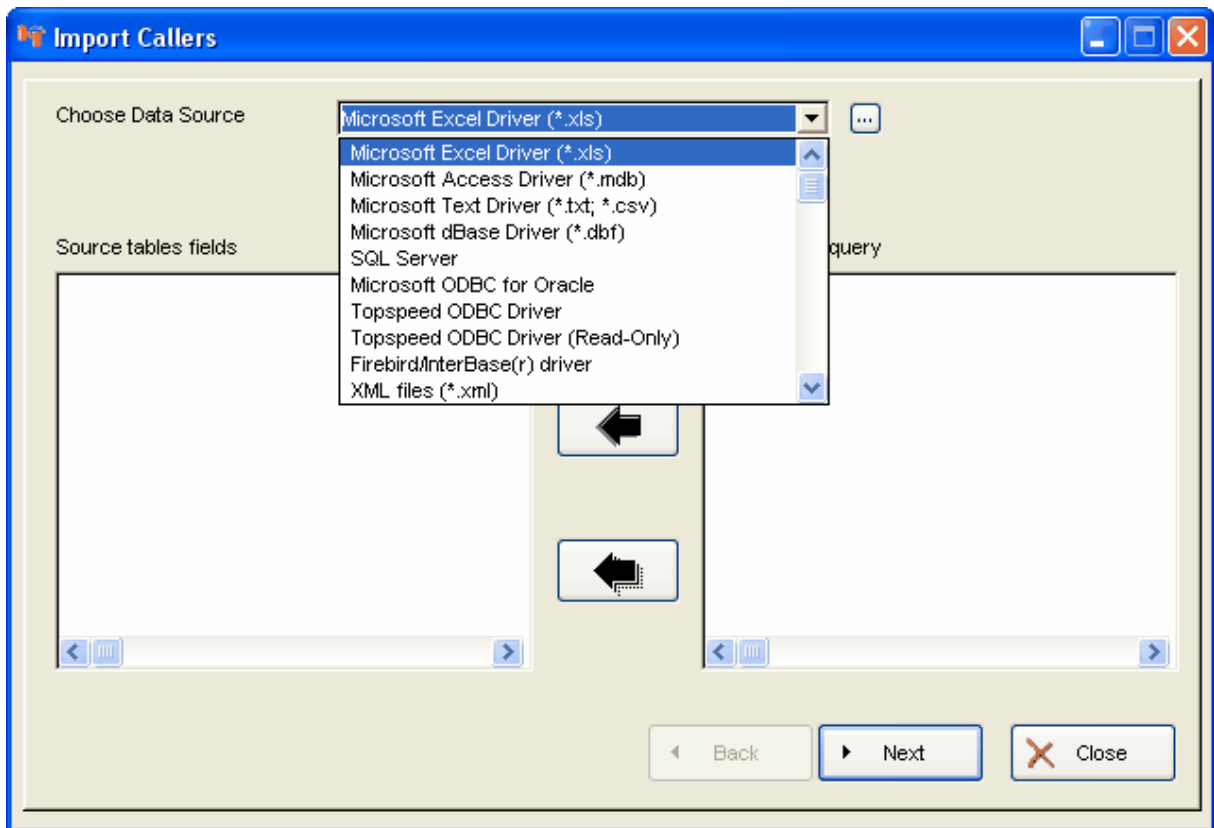 Import Callers
Choose Data Source
Microsoft Excel Driver (*.xls)
...
Microsoft Excel Driver (*.xls)
Microsoft Access Driver (*.mdb)
Microsoft Text Driver (*.txt; *.csv)
Microsoft dBase Driver (*.dbf)
SQL Server
Microsoft ODBC for Oracle
Topspeed ODBC Driver
Topspeed ODBC Driver (Read-Only)
Firebird/InterBase(r) driver
XML files (*.xml)
Source tables fields
query
Back
Next
Close